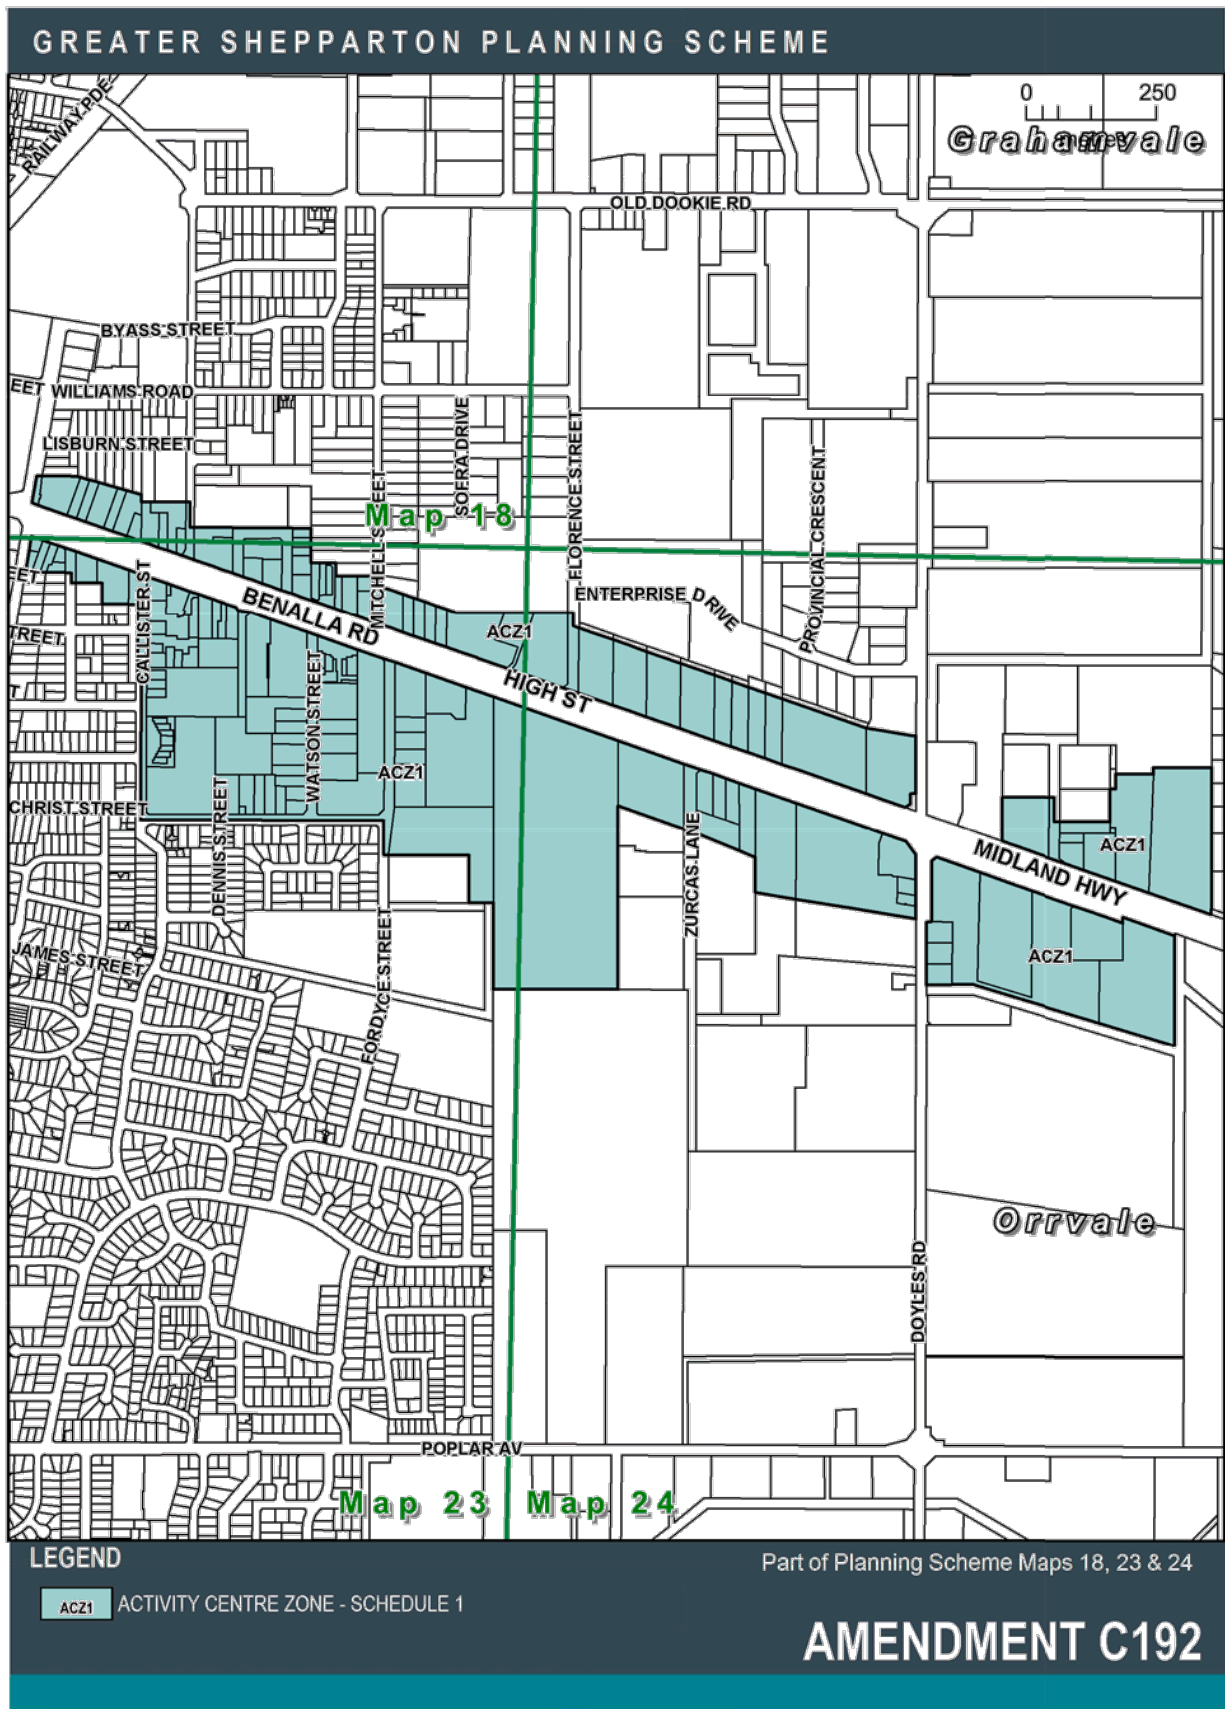 GREATER SHEPPARTON PLANNING SCHEME
RAILWAY PDE
0 250
Grahamvale
OLD DOOKIE RD
BYASS STREET
EET
WILLIAMS ROAD
LISBURN STREET
SOFRA DRIVE
FLORENCE STREET
MITCHELL STREET
PROVINCIAL CRESCENT
Map 18
EET
CALLISTER ST
BENALLA RD
ENTERPRISE DRIVE
TREET
ACZ1
HIGH ST
T
WATSON STREET
ACZ1
CHRIST STREET
DENNIS STREET
ZURCAS LANE
MIDLAND HWY
ACZ1
JAMES STREET
FORDYCE STREET
ACZ1
Orrvale
DOYLES RD
POPLAR AV
Map 23
Map 24
LEGEND
Part of Planning Scheme Maps 18, 23 & 24
ACZ1 ACTIVITY CENTRE ZONE - SCHEDULE 1
AMENDMENT C192